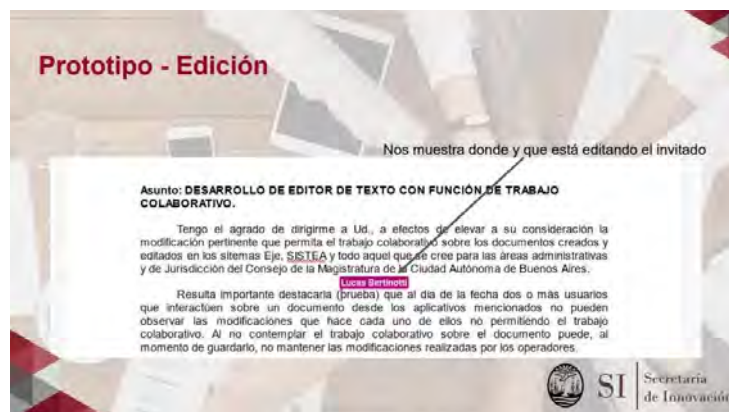 Prototipo - Edición
Nos muestra donde y que está editando el invitado
Asunto: DESARROLLO DE EDITOR DE TEXTO CON FUNCIÓN DE TRABAJO
COLABORATIVO.
Tengo el agrado de dirigirme a Ud., a efectos de elevar a su consideración la
modificación pertinente que permita el trabajo colaborativo sobre los documentos creados y
editados en los sitemas Eje, SISTEA y todo aquel que se cree para las áreas administrativas
y de Jurisdicción del Consejo de la Magistratura de la Ciudad Autónoma de Buenos Aires.
Lucas Bertinotti
Resulta importante destacarla (prueba) que al día de la fecha dos o más usuarios
que interactúen sobre un documento desde los aplicativos mencionados no pueden
observar las modificaciones que hace cada uno de ellos no permitiendo el trabajo
colaborativo. Al no contemplar el trabajo colaborativo sobre el documento puede, al
momento de guardarlo, no mantener las modificaciones realizadas por los operadores.
SI
Secretaría
de Innovación